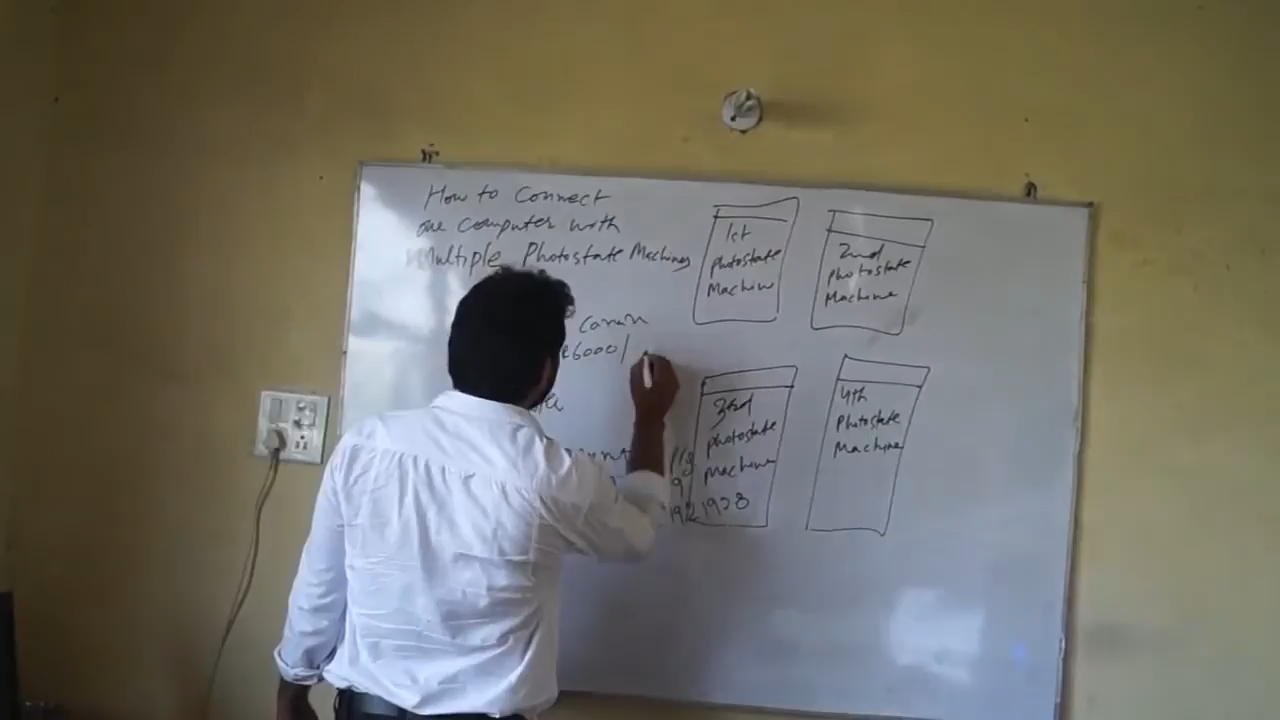 How to Connect
one computer with
Multiple Photostate Machines
Canon
6000/
1st
Photostate
Machine
2nd
Photostate
Machine
3rd
Photostate
Machine
1928
4th
Photostate
Machine